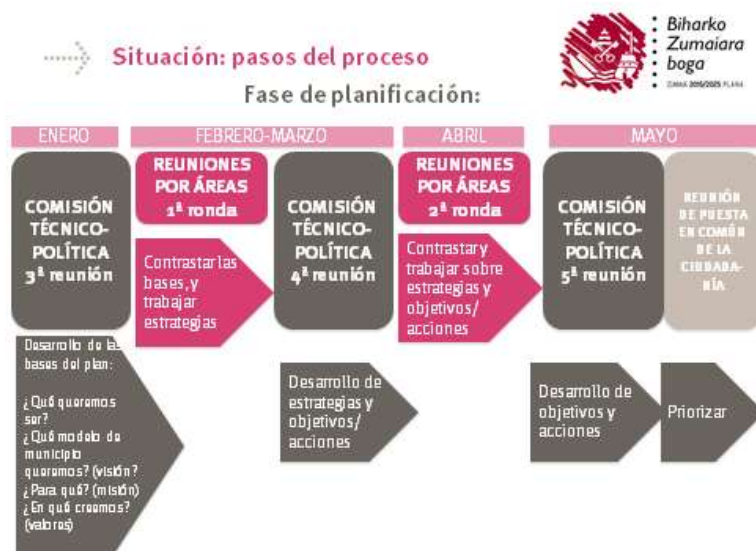 Situación: pasos del proceso
Fase de planificación:
Biharko
Zumaiara
boga
ZUMAIA 2015/2025 PLANA
ENERO
FEBRERO-MARZO
ABRIL
MAYO
COMISIÓN
TÉCNICO-
POLÍTICA
3ª reunión
REUNIONES
POR ÁREAS
1ª ronda
Contrastar las
bases, y
trabajar
estrategias
COMISIÓN
TÉCNICO-
POLÍTICA
4ª reunión
REUNIONES
POR ÁREAS
2ª ronda
Contrastar y
trabajar sobre
estrategias y
objetivos/
acciones
COMISIÓN
TÉCNICO-
POLÍTICA
5ª reunión
REUNIÓN
DE PUESTA
EN COMÚN
DE LA
CIUDADA-
NÍA
Desarrollo de las
bases del plan:
¿Qué queremos
ser?
¿Qué modelo de
municipio
queremos? (visión?
¿Para qué? (misión)
¿En qué creemos?
(valores)
Desarrollo de
estrategias y
objetivos/
acciones
Desarrollo de
objetivos y
acciones
Priorizar